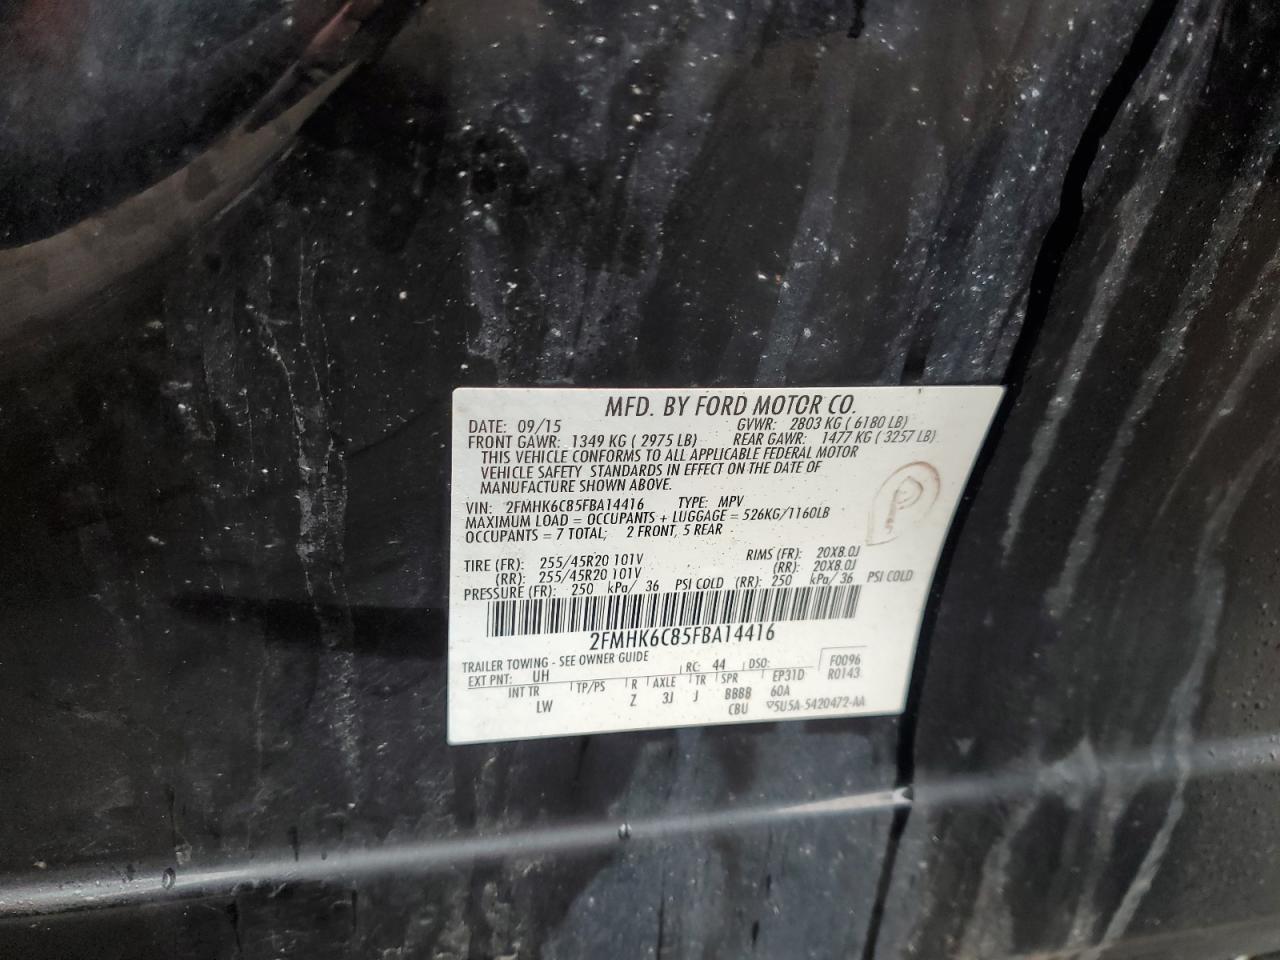 MFD. BY FORD MOTOR CO.
DATE: 09/15 GVWR: 2803 KG ( 6180 LB)
FRONT GAWR: 1349 KG ( 2975 LB) REAR GAWR: 1477 KG ( 3257 LB)
THIS VEHICLE CONFORMS TO ALL APPLICABLE FEDERAL MOTOR
VEHICLE SAFETY STANDARDS IN EFFECT ON THE DATE OF
MANUFACTURE SHOWN ABOVE.
VIN: 2FMHK6C85FBA14416 TYPE: MPV
MAXIMUM LOAD = OCCUPANTS + LUGGAGE = 526KG/1160LB
OCCUPANTS = 7 TOTAL; 2 FRONT, 5 REAR
P
TIRE (FR): 255/45R20 101V RIMS (FR): 20X8.0J
(RR): 255/45R20 101V (RR): 20X8.0J
PRESSURE (FR): 250 kPa/ 36 PSI COLD (RR): 250 kPa/ 36 PSI COLD
2FMHK6C85FBA14416
TRAILER TOWING - SEE OWNER GUIDE
EXT PNT: UH RC: 44 DSO: F0096
INT TR TP/PS R AXLE TR SPR EP31D R0143
LW Z 3J J BBBB 60A
CBU 5U5A-5420472-AA